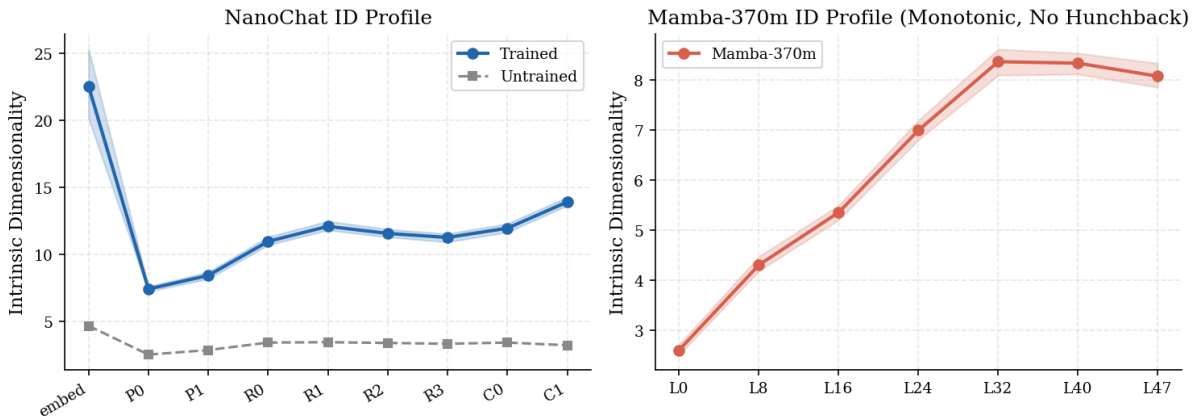 NanoChat ID Profile
Intrinsic Dimensionality
25
20
15
10
5
Trained
Untrained
embed P0 P1 R0 R1 R2 R3 C0 C1
Mamba-370m ID Profile (Monotonic, No Hunchback)
Intrinsic Dimensionality
8
7
6
5
4
3
Mamba-370m
L0 L8 L16 L24 L32 L40 L47